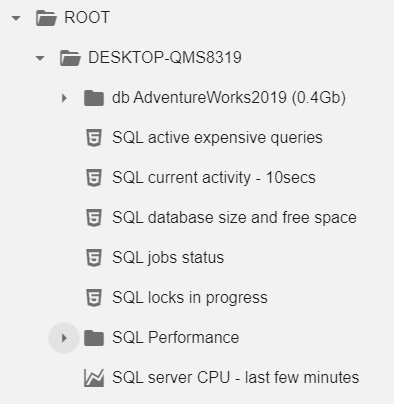 ROOT
DESKTOP-QMS8319
db AdventureWorks2019 (0.4Gb)
SQL active expensive queries
SQL current activity - 10secs
SQL database size and free space
SQL jobs status
SQL locks in progress
SQL Performance
SQL server CPU - last few minutes